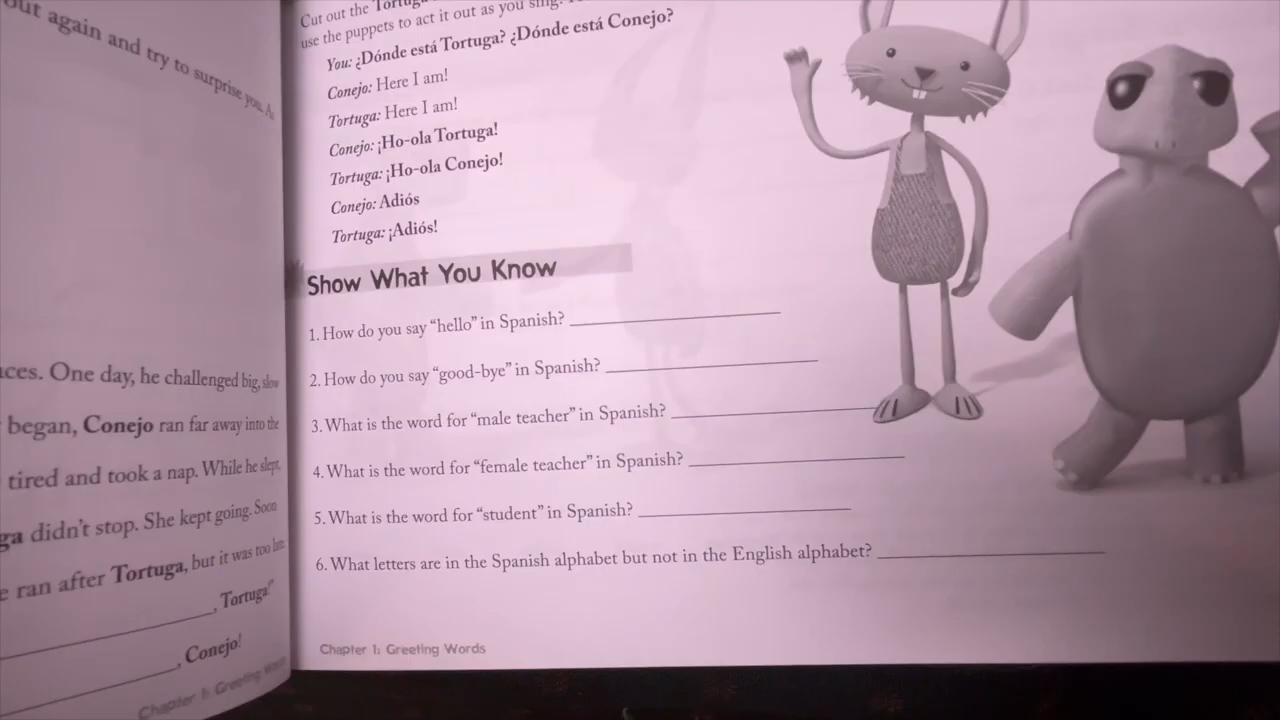 out again and try to surprise you.
ces. One day, he challenged big, slow
began, Conejo ran far away into the
tired and took a nap. While he slept,
ga didn't stop. She kept going. Soon
ran after Tortuga, but it was too late
, Tortuga!
, Conejo!
Chapter 1: Greeting Words
Cut out the Tortuga
use the puppets to act it out as you sing.
You: ¿Dónde está Tortuga? ¿Dónde está Conejo?
Conejo: Here I am!
Tortuga: Here I am!
Conejo: ¡Ho-ola Tortuga!
Tortuga: ¡Ho-ola Conejo!
Conejo: Adiós
Tortuga: ¡Adiós!
Show What You Know
1. How do you say “hello” in Spanish?
2. How do you say “good-bye” in Spanish?
3. What is the word for “male teacher” in Spanish?
4. What is the word for “female teacher” in Spanish?
5. What is the word for “student” in Spanish?
6. What letters are in the Spanish alphabet but not in the English alphabet?
Chapter 1: Greeting Words